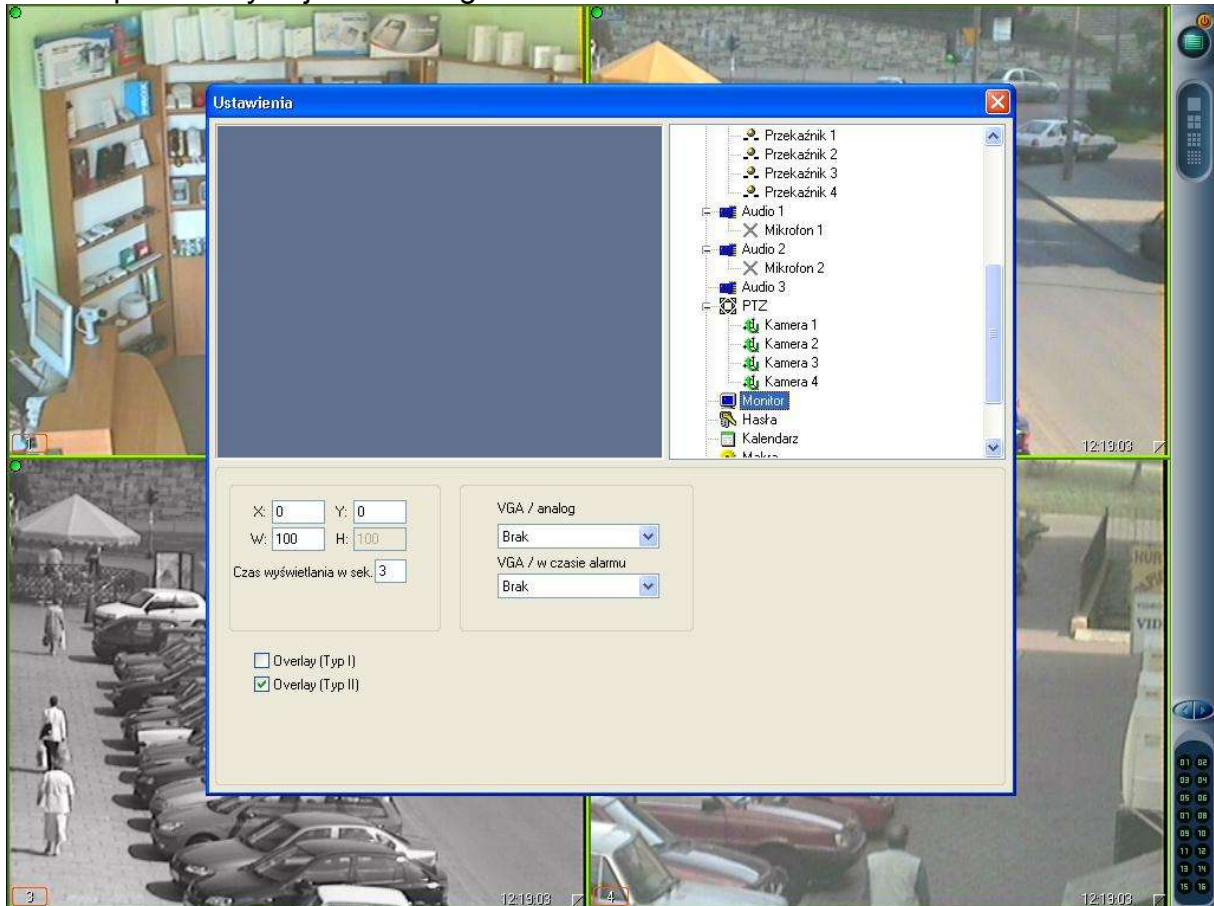 Ustawienia
Przekaźnik 1
Przekaźnik 2
Przekaźnik 3
Przekaźnik 4
Audio 1
Mikrofon 1
Audio 2
Mikrofon 2
Audio 3
PTZ
Kamera 1
Kamera 2
Kamera 3
Kamera 4
Monitor
Hasła
Kalendarz
Makra
X: 0 Y: 0
W: 100 H: 100
Czas wyświetlania w sek. 3
VGA / analog
Brak
VGA / w czasie alarmu
Brak
Overlay (Typ I)
Overlay (Typ II)
1
12:19:03
3
12:19:03
4
12:19:03
VID
01 02
03 04
05 06
07 08
09 10
11 12
13 14
15 16